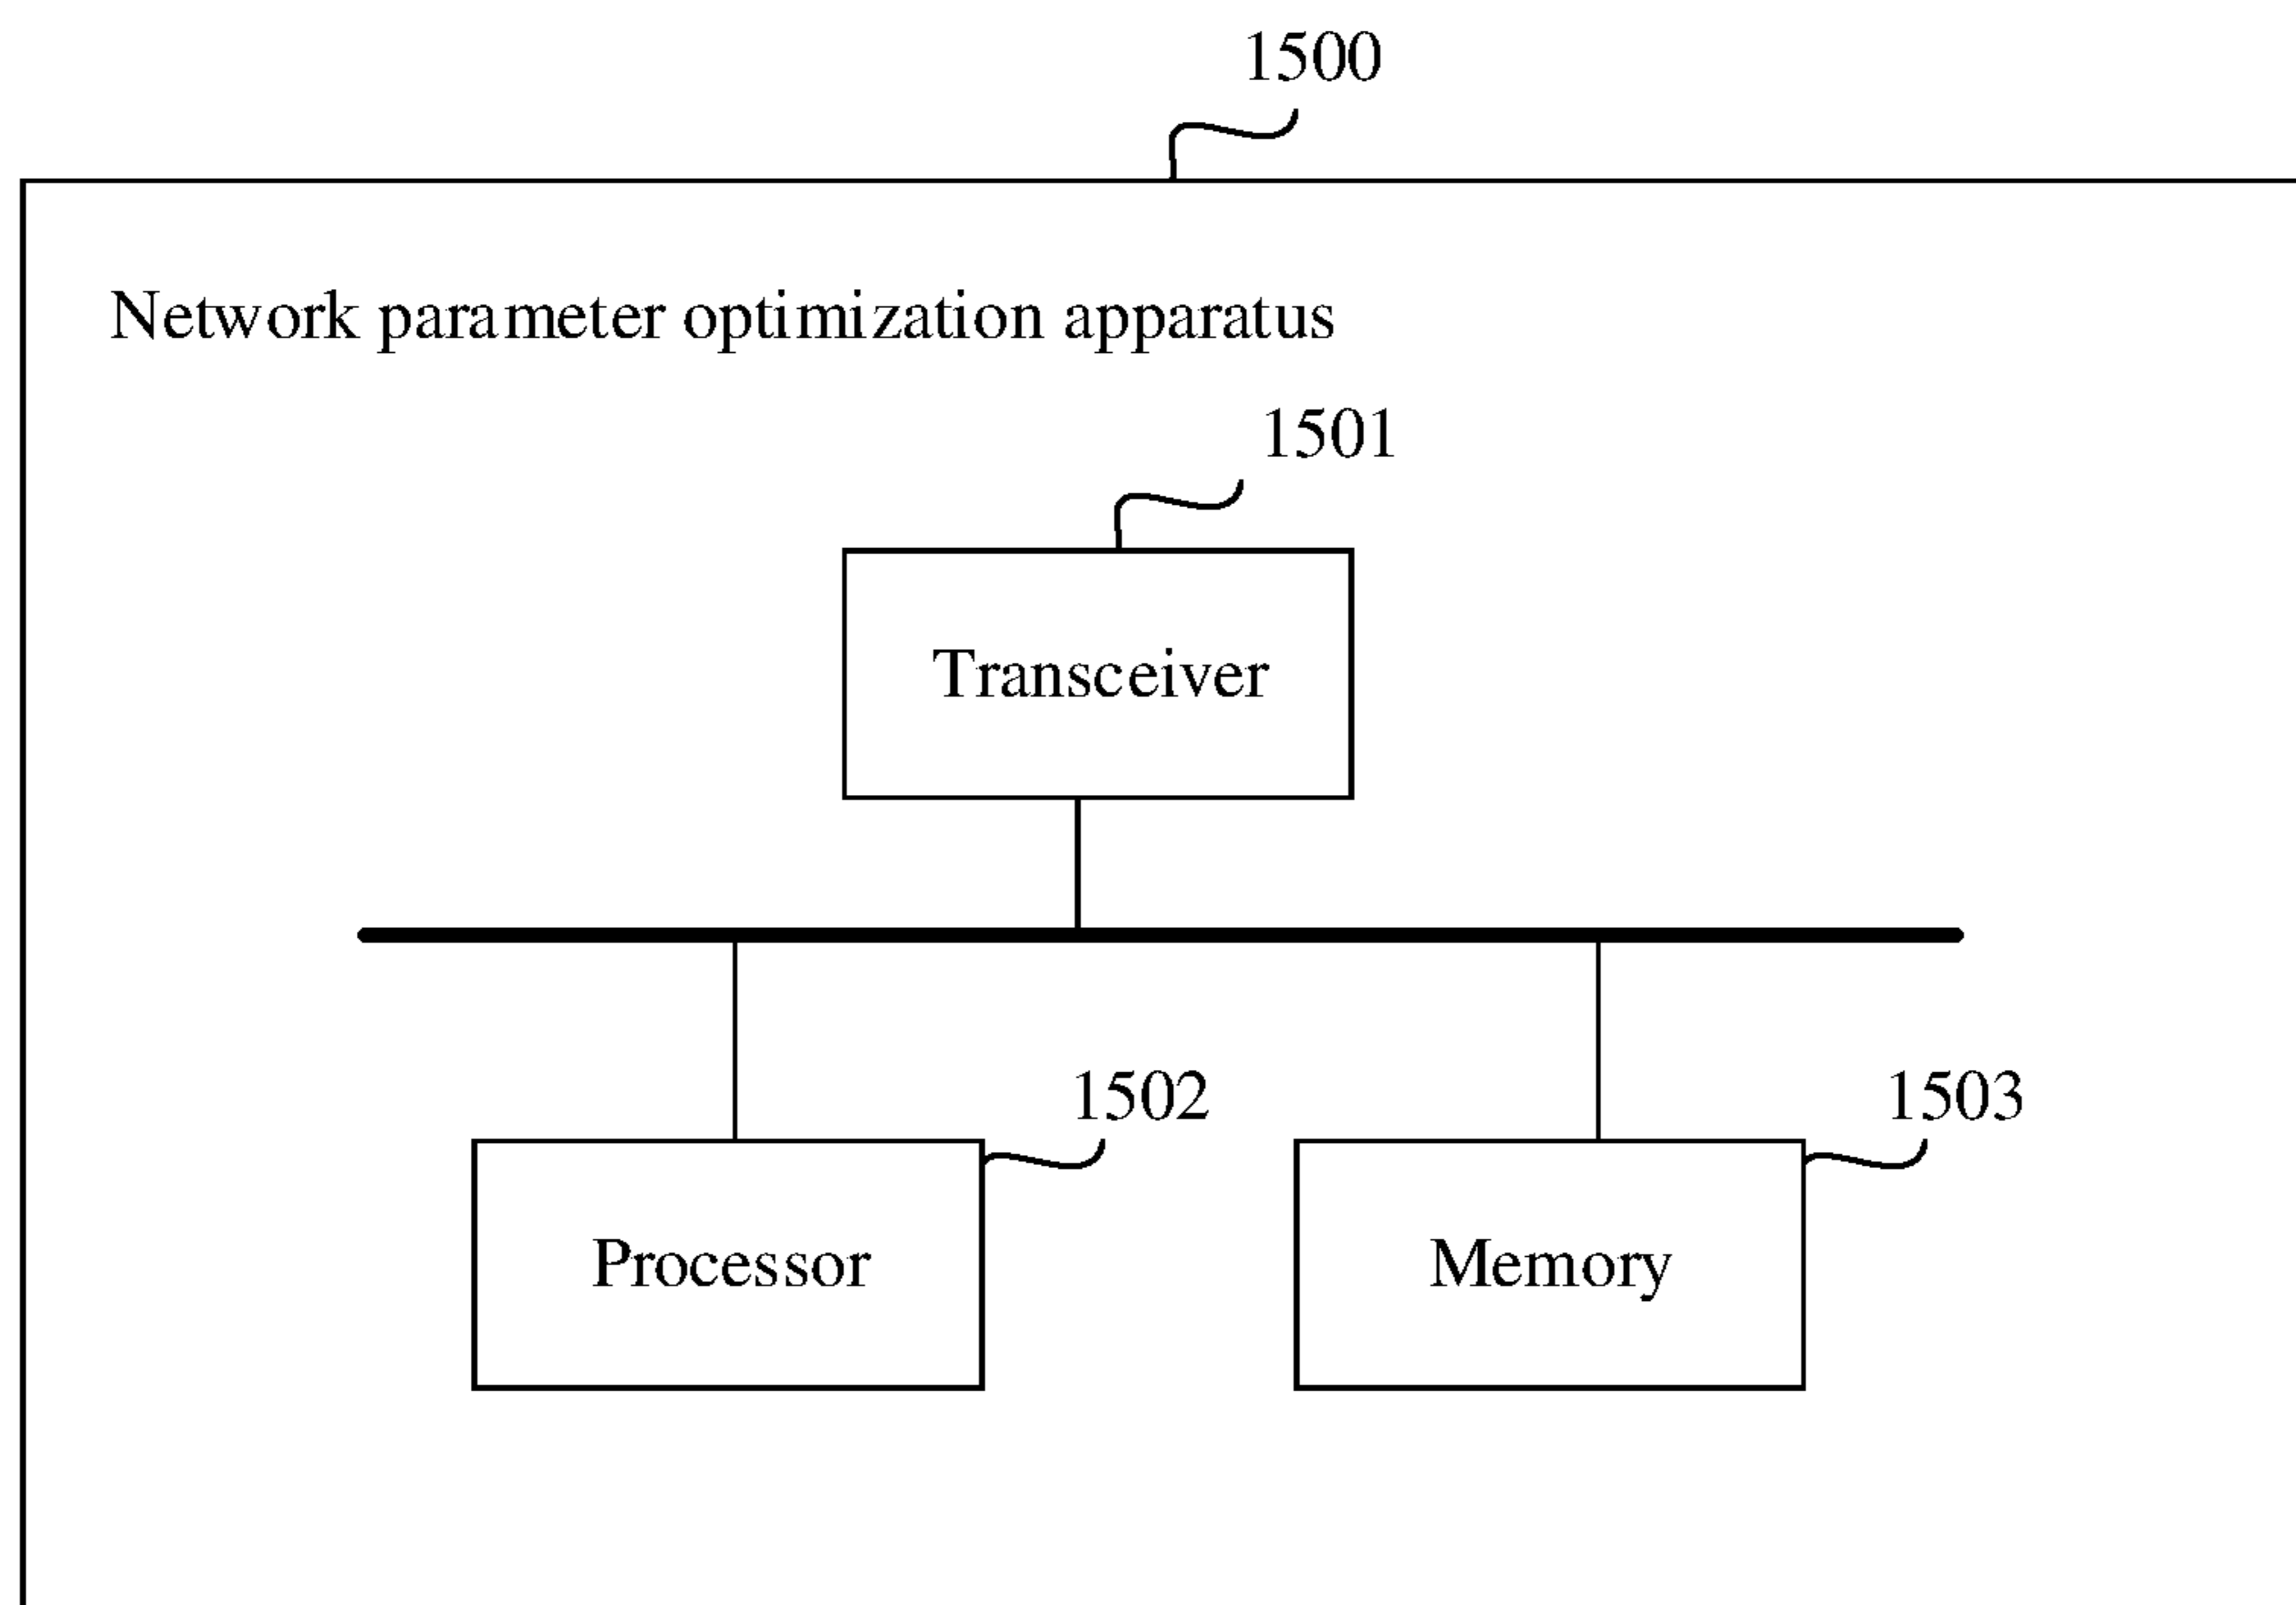 1500
Network parameter optimization apparatus
1501
Transceiver
1502
1503
Processor
Memory